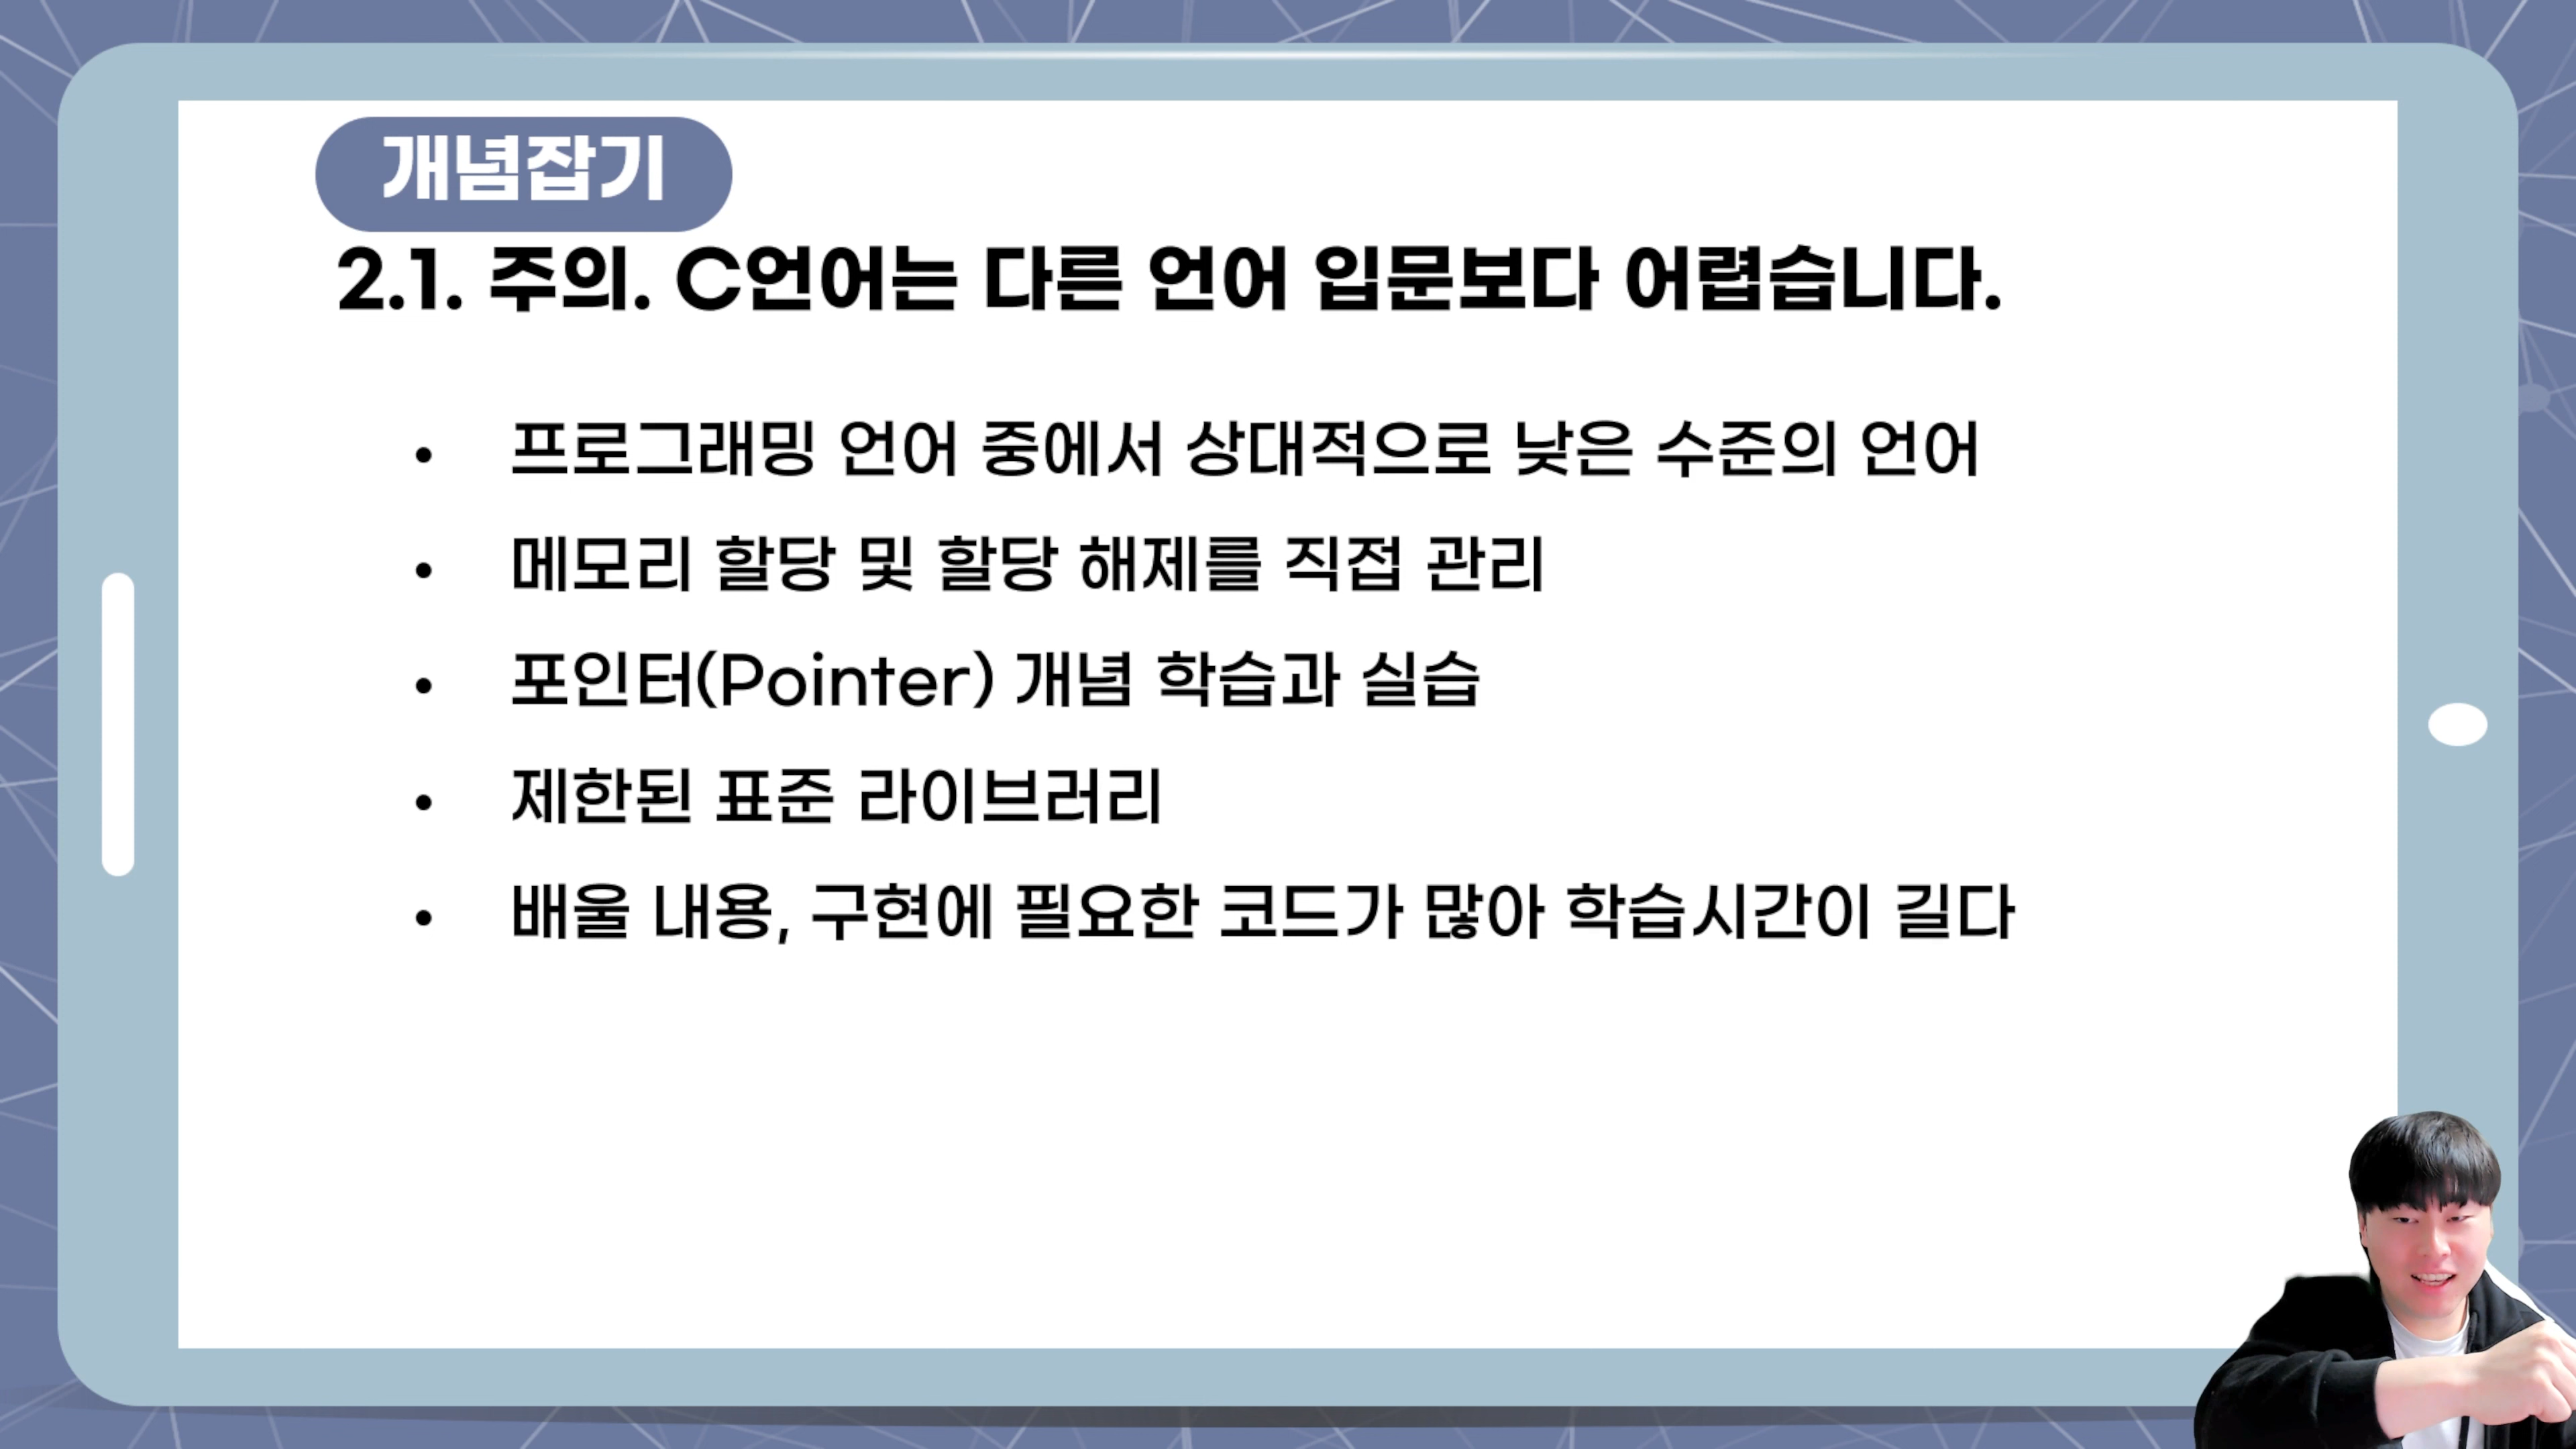 개념잡기
2.1. 주의. C언어는 다른 언어 입문보다 어렵습니다.
• 프로그래밍 언어 중에서 상대적으로 낮은 수준의 언어
• 메모리 할당 및 할당 해제를 직접 관리
• 포인터(Pointer) 개념 학습과 실습
• 제한된 표준 라이브러리
• 배울 내용, 구현에 필요한 코드가 많아 학습시간이 길다